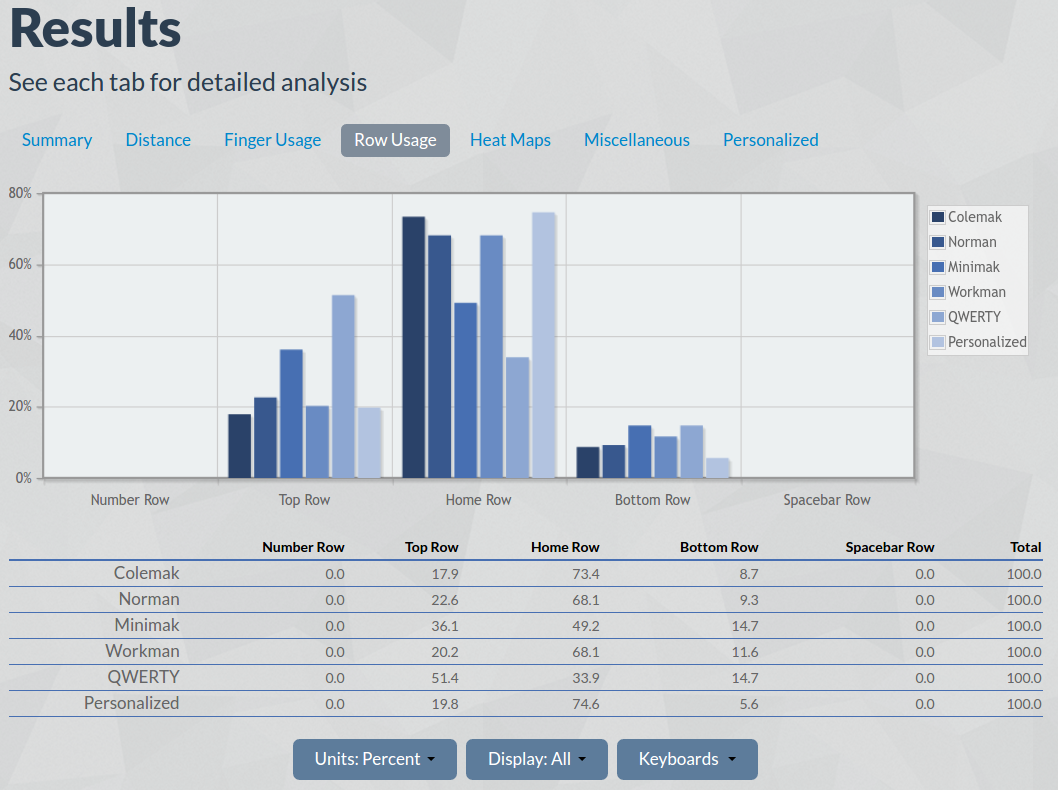 Results
See each tab for detailed analysis
Summary Distance Finger Usage Row Usage Heat Maps Miscellaneous Personalized
80%
60%
40%
20%
0%
Number Row Top Row Home Row Bottom Row Spacebar Row
Colemak
Norman
Minimak
Workman
QWERTY
Personalized
Number Row Top Row Home Row Bottom Row Spacebar Row Total
Colemak 0.0 17.9 73.4 8.7 0.0 100.0
Norman 0.0 22.6 68.1 9.3 0.0 100.0
Minimak 0.0 36.1 49.2 14.7 0.0 100.0
Workman 0.0 20.2 68.1 11.6 0.0 100.0
QWERTY 0.0 51.4 33.9 14.7 0.0 100.0
Personalized 0.0 19.8 74.6 5.6 0.0 100.0
Units: Percent Display: All Keyboards